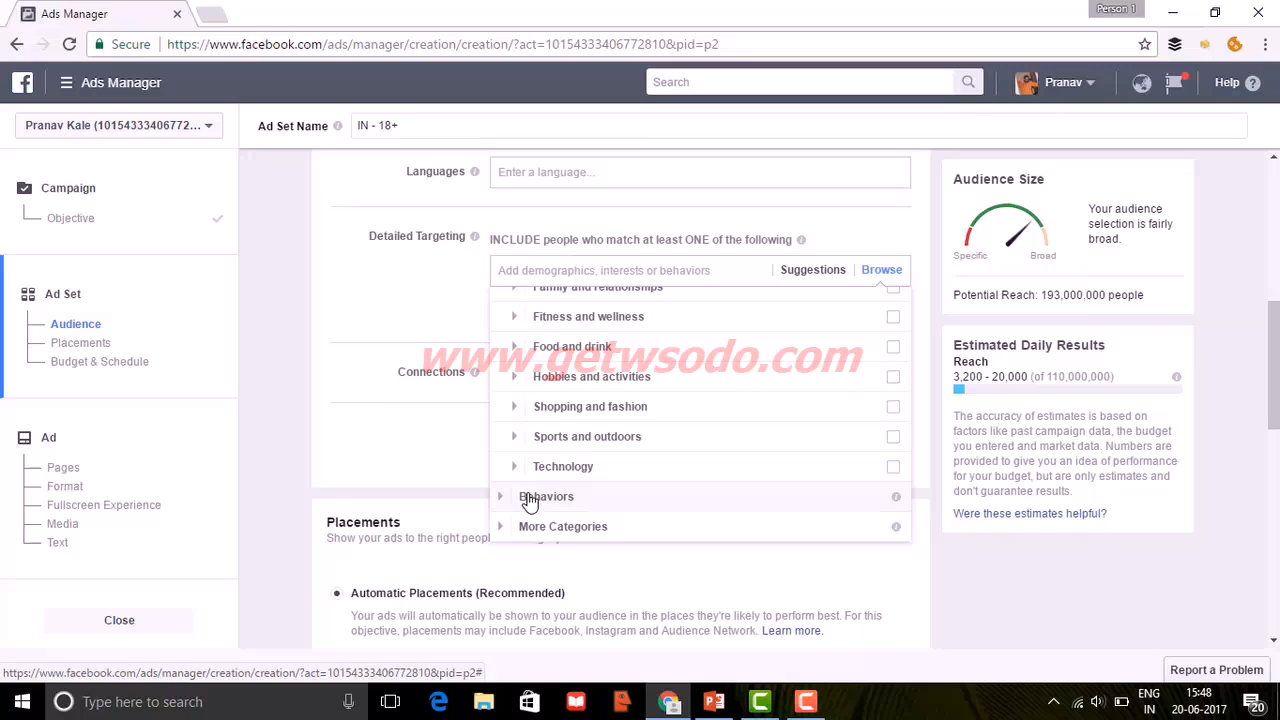 Ads Manager
Person 1
Secure
https://www.facebook.com/ads/manager/creation/creation/?act=10154333406772810&pid=p2
Ads Manager
Search
Pranav
Help
Pranav Kale (10154333406772...
Ad Set Name
IN - 18+
Campaign
Objective
Ad Set
Audience
Placements
Budget & Schedule
Ad
Pages
Format
Fullscreen Experience
Media
Text
Close
Languages
Enter a language...
Detailed Targeting
INCLUDE people who match at least ONE of the following
Add demographics, interests or behaviors
Suggestions
Browse
Family and relationships
Fitness and wellness
Food and drink
www.getwsodo.com
Connections
Hobbies and activities
Shopping and fashion
Sports and outdoors
Technology
Behaviors
More Categories
Placements
Show your ads to the right peop
Automatic Placements (Recommended)
Your ads will automatically be shown to your audience in the places they're likely to perform best. For this
objective, placements may include Facebook, Instagram and Audience Network. Learn more.
Audience Size
Specific
Broad
Your audience
selection is fairly
broad.
Potential Reach: 193,000,000 people
Estimated Daily Results
Reach
3,200 - 20,000 (of 110,000,000)
The accuracy of estimates is based on
factors like past campaign data, the budget
you entered and market data. Numbers are
provided to give you an idea of performance
for your budget, but are only estimates and
don't guarantee results.
Were these estimates helpful?
https://www.facebook.com/ads/manager/creation/creation/?act=10154333406772810&pid=p2#
Report a Problem
Type here to search
ENG
IN
15:48
20-06-2017
20